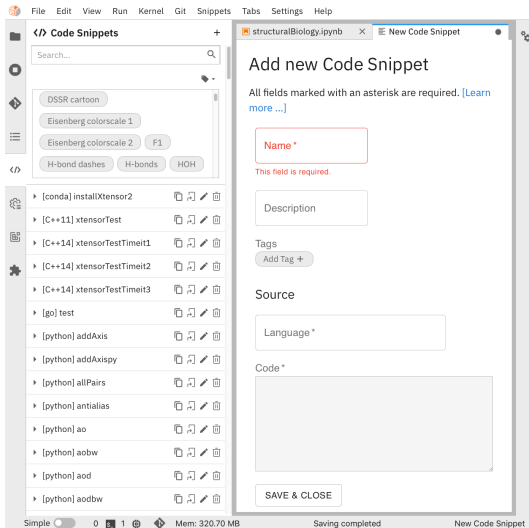 File Edit View Run Kernel Git Snippets Tabs Settings Help
Code Snippets +
Search...
DSSR cartoon
Eisenberg colorscale 1
Eisenberg colorscale 2 F1
H-bond dashes H-bonds HOH
[conda] installXtensor2
[C++11] xtensorTest
[C++14] xtensorTestTimeit1
[C++14] xtensorTestTimeit2
[C++14] xtensorTestTimeit3
[go] test
[python] addAxis
[python] addAxispy
[python] allPairs
[python] antialias
[python] ao
[python] aobw
[python] aod
[python] aodbw
structuralBiology.ipynb
New Code Snippet
Add new Code Snippet
All fields marked with an asterisk are required. [Learn
more ...]
Name *
This field is required.
Description
Tags
Add Tag +
Source
Language *
Code *
SAVE & CLOSE
Simple 0 1 Mem: 320.70 MB Saving completed New Code Snippet